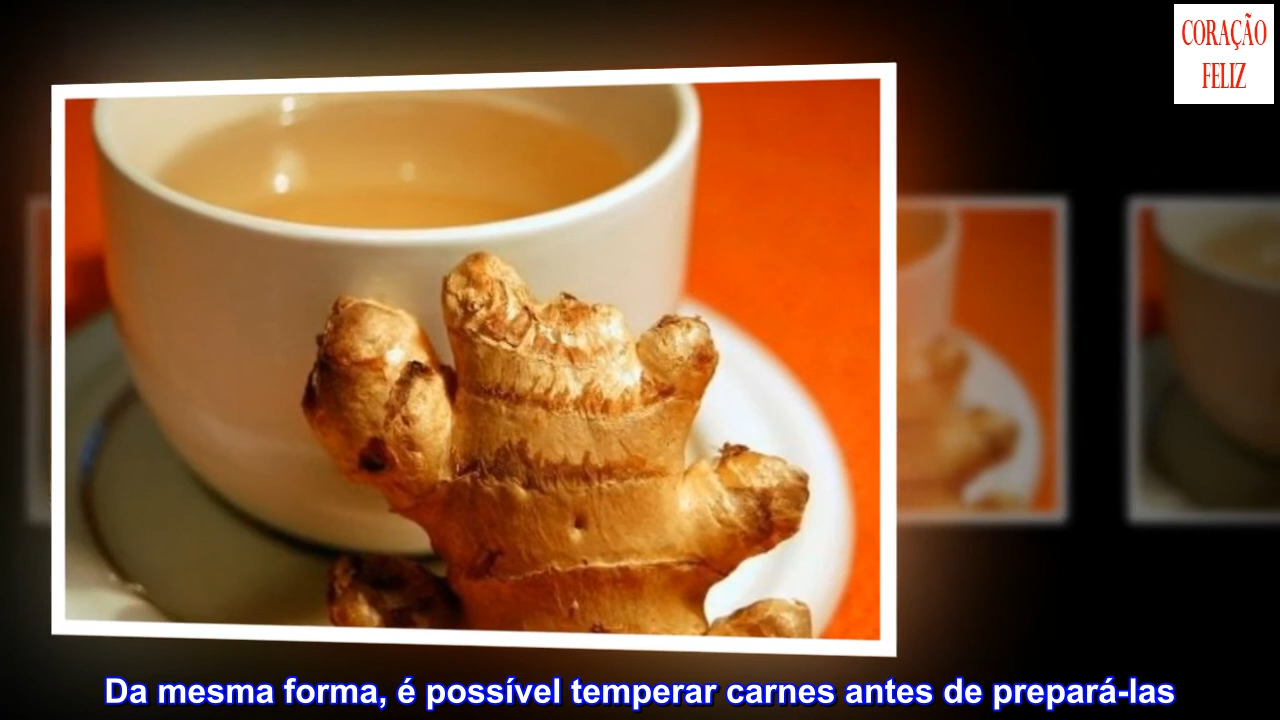 CORAÇÃO
FELIZ
Da mesma forma, é possível temperar carnes antes de prepará-las